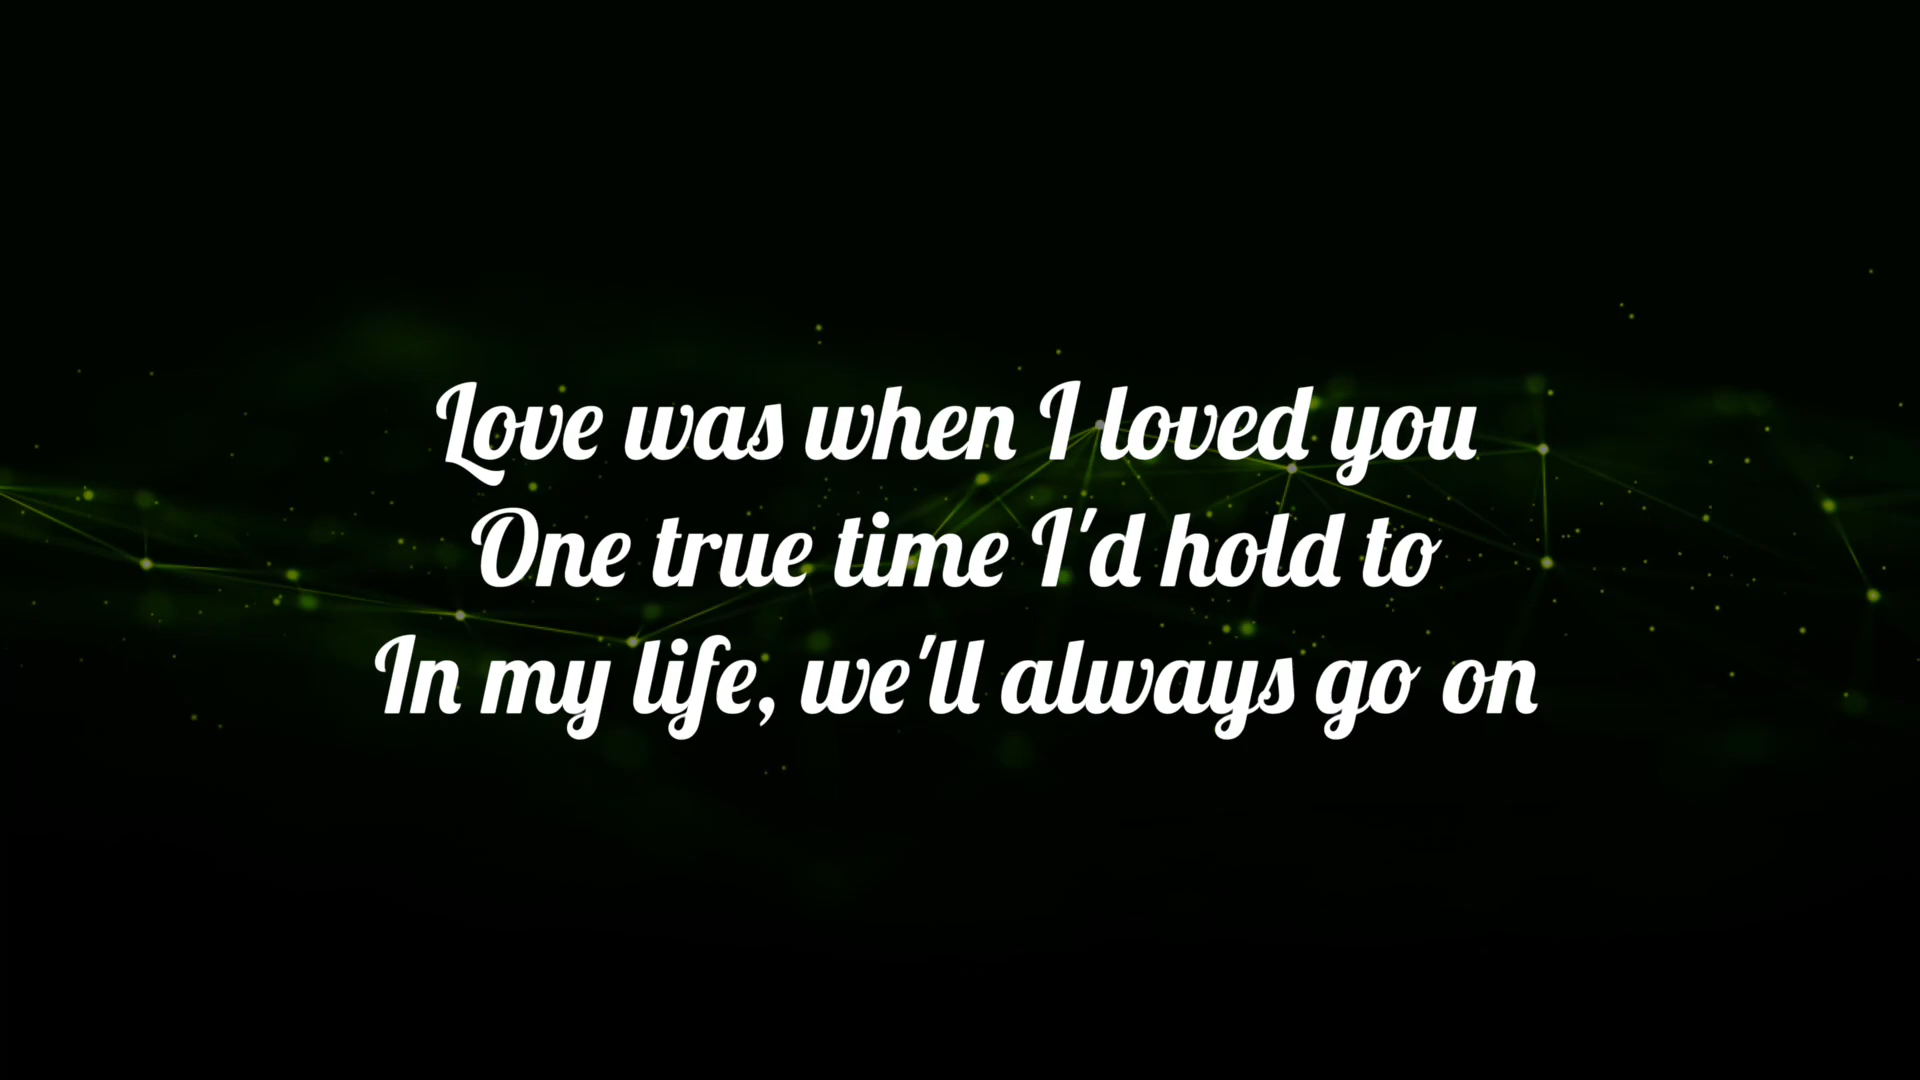 Love was when I loved you
One true time I'd hold to
In my life, we'll always go on